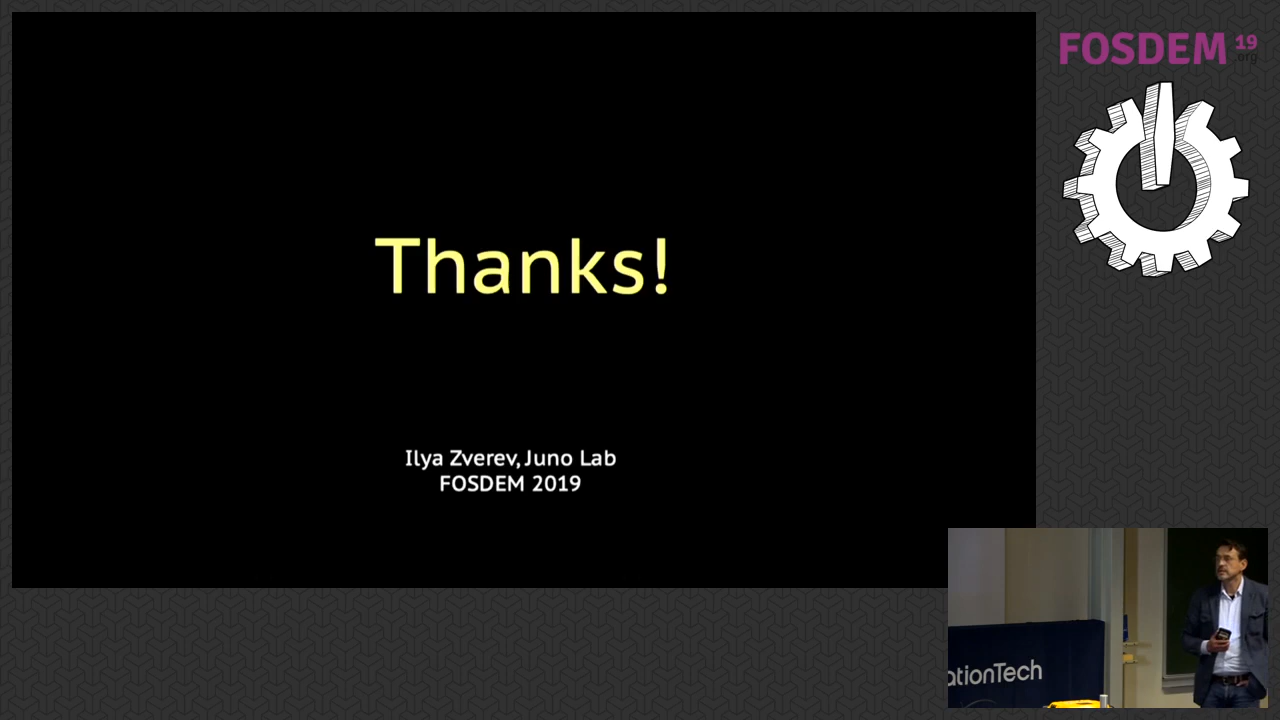 FOSDEM 19
.org
Thanks!
Ilya Zverev, Juno Lab
FOSDEM 2019
ationTech